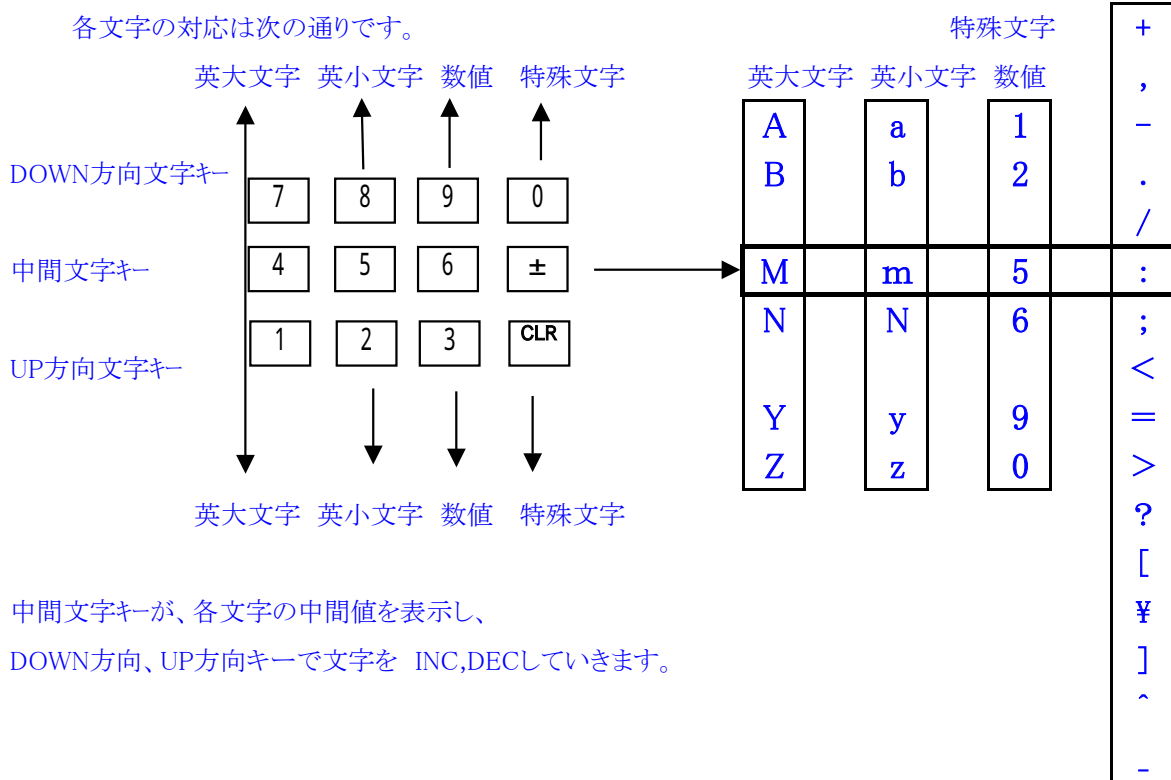 各文字の対応は次の通りです。
特殊文字
英大文字 英小文字 数値 特殊文字
英大文字 英小文字 数値
DOWN方向文字キー
7 8 9 0
中間文字キー
4 5 6 ±
1 2 3 CLR
UP方向文字キー
英大文字 英小文字 数値 特殊文字
A a 1
B b 2
M m 5
N N 6
Y y 9
Z z 0
+
,
-
.
/
:
;
<
=
>
?
[
¥
]
^
-
中間文字キーが、各文字の中間値を表示し、
DOWN方向、UP方向キーで文字を INC,DECしていきます。